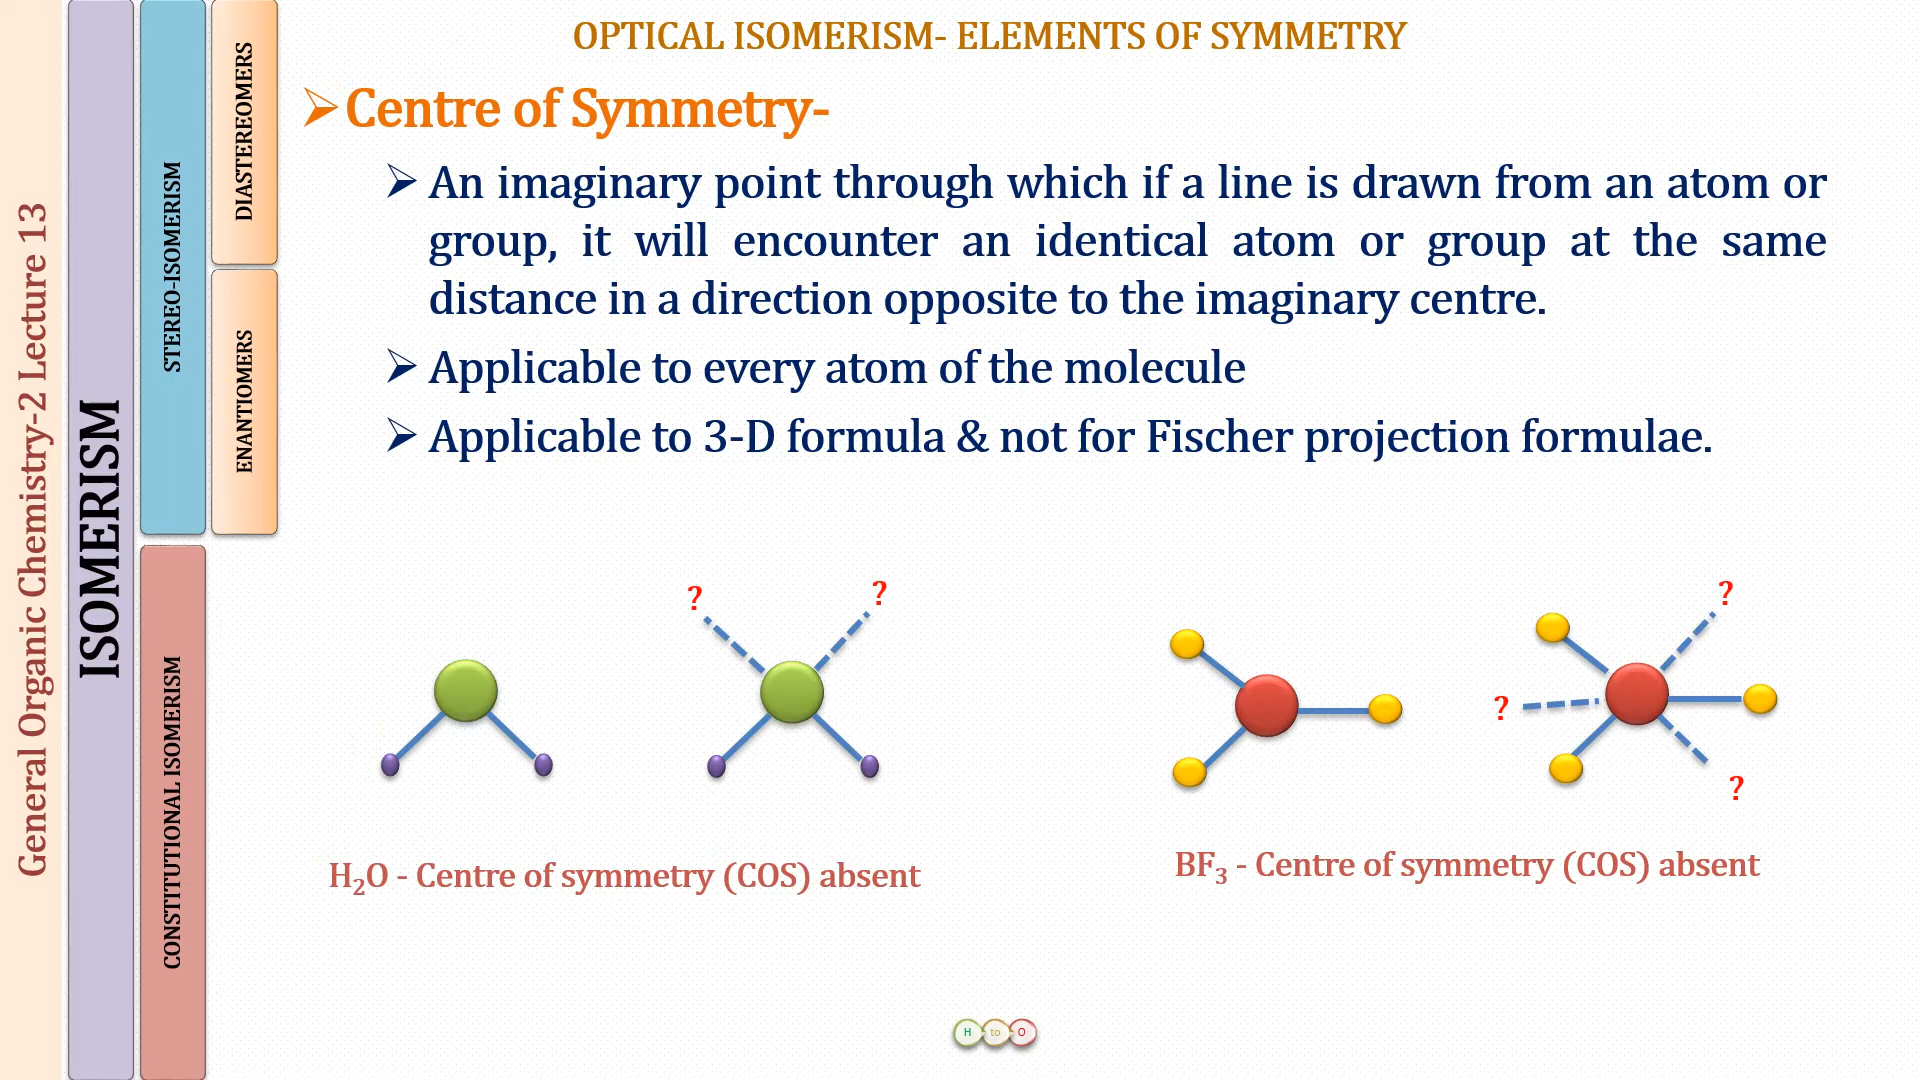 General Organic Chemistry-2 Lecture 13
ISOMERISM
STEREO-ISOMERISM
CONSTITUTIONAL ISOMERISM
DIASTEREOMERS
ENANTIOMERS
OPTICAL ISOMERISM- ELEMENTS OF SYMMETRY
➢Centre of Symmetry-
➢ An imaginary point through which if a line is drawn from an atom or
group, it will encounter an identical atom or group at the same
distance in a direction opposite to the imaginary centre.
➢ Applicable to every atom of the molecule
➢ Applicable to 3-D formula & not for Fischer projection formulae.
? ?
?
?
?
H₂O - Centre of symmetry (COS) absent
BF₃ - Centre of symmetry (COS) absent
H to O